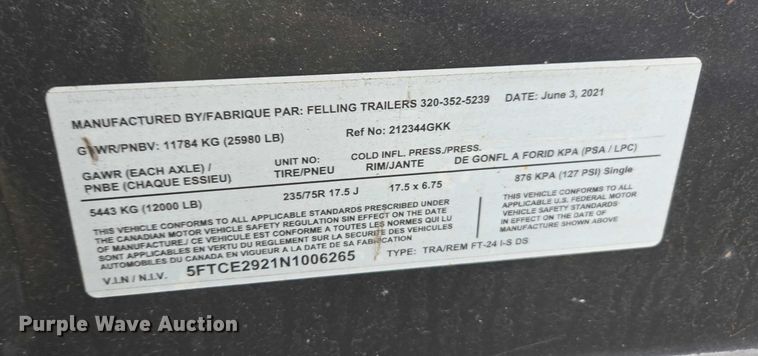 MANUFACTURED BY/FABRIQUE PAR: FELLING TRAILERS 320-352-5239 DATE: June 3, 2021
GVWR/PNBV: 11784 KG (25980 LB) Ref No: 212344GKK
GAWR (EACH AXLE) / UNIT NO: COLD INFL. PRESS./PRESS.
PNBE (CHAQUE ESSIEU) TIRE/PNEU RIM/JANTE DE GONFL A FORID KPA (PSA / LPC)
5443 KG (12000 LB) 235/75R 17.5 J 17.5 x 6.75 876 KPA (127 PSI) Single
THIS VEHICLE CONFORMS TO ALL APPLICABLE STANDARDS PRESCRIBED UNDER
THE CANADIAN MOTOR VEHICLE SAFETY REGULATION SIN EFFECT ON THE DATE
OF MANUFACTURE./ CE VEHICULE EST CONFORME A TOUTES LES NORMES QUI LU
SONT APPLICABLES EN VERTU DU REGLEMENT SUR LA SECURITE DES VEHICULES
AUTOMOBILES DU CANADA EN VIGUEUR A LA DATE DE SA FABRICATION
THIS VEHICLE CONFORMS TO ALL
APPLICABLE U.S. FEDERAL MOTOR
VEHICLE SAFETY STANDARDS
IN EFFECT ON THE DATE OF
MANUFACTURE SHOWN ABOVE.
V.I.N / N.I.V. 5FTCE2921N1006265 TYPE: TRA/REM FT-24 I-S DS
Purple Wave Auction